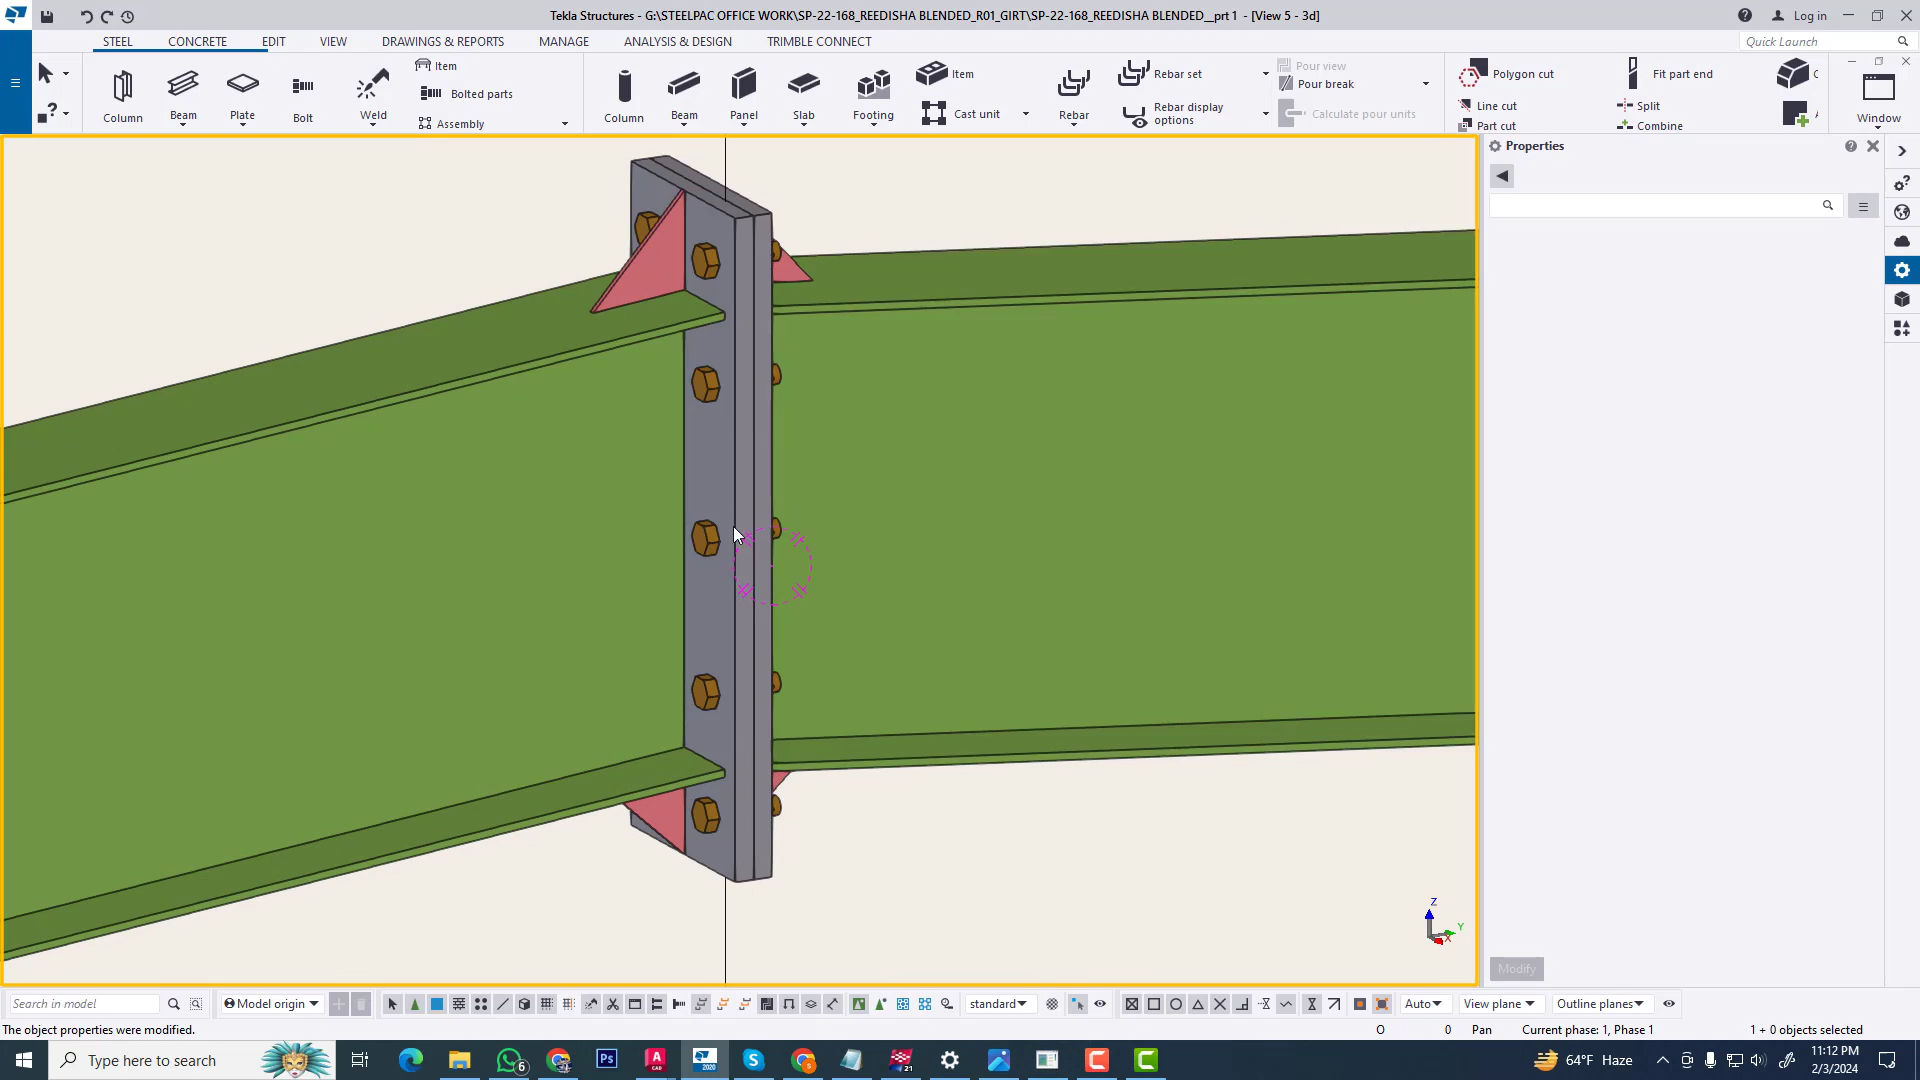 Tekla Structures - G:\STEELPAC OFFICE WORK\SP-22-168_REEDISHA BLENDED_R01_GIRT\SP-22-168_REEDISHA BLENDED__prt 1 - [View 5 - 3d]
Log in
STEEL CONCRETE EDIT VIEW DRAWINGS & REPORTS MANAGE ANALYSIS & DESIGN TRIMBLE CONNECT
Quick Launch
Column Beam Plate Bolt Weld
Item
Bolted parts
Assembly
Column Beam Panel Slab Footing
Item
Cast unit
Rebar
Rebar set
Rebar display options
Pour view
Pour break
Calculate pour units
Polygon cut
Line cut
Part cut
Fit part end
Split
Combine
Window
Properties
Modify
Z
Y
X
Search in model
Model origin
standard
Auto
View plane
Outline planes
The object properties were modified.
O 0 Pan Current phase: 1, Phase 1 1 + 0 objects selected
Type here to search
6
Ps
A
CAD
2020
S
21
C
C
64°F Haze
11:12 PM
2/3/2024